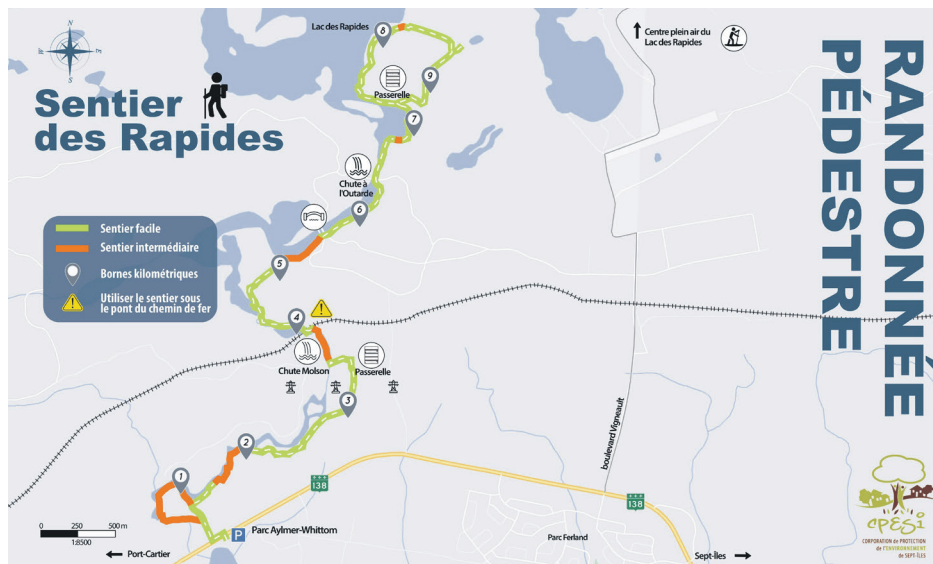 N
E
S
W
Sentier
des Rapides
Sentier facile
Sentier intermédiaire
Bornes kilométriques
Utiliser le sentier sous
le pont du chemin de fer
Lac des Rapides
8
9
Passerelle
7
Chute à
l'Outarde
6
5
4
Chute Molson
Passerelle
3
2
1
138
138
P
Parc Aylmer-Whittom
0 250 500 m
1:8500
Port-Cartier
Sept-Îles
Parc Ferland
boulevard Vigneault
Centre plein air du
Lac des Rapides
RANDONNÉE
PÉDESTRE
CPESI
CORPORATION DE PROTECTION
de l'ENVIRONNEMENT
de SEPT-ÎLES